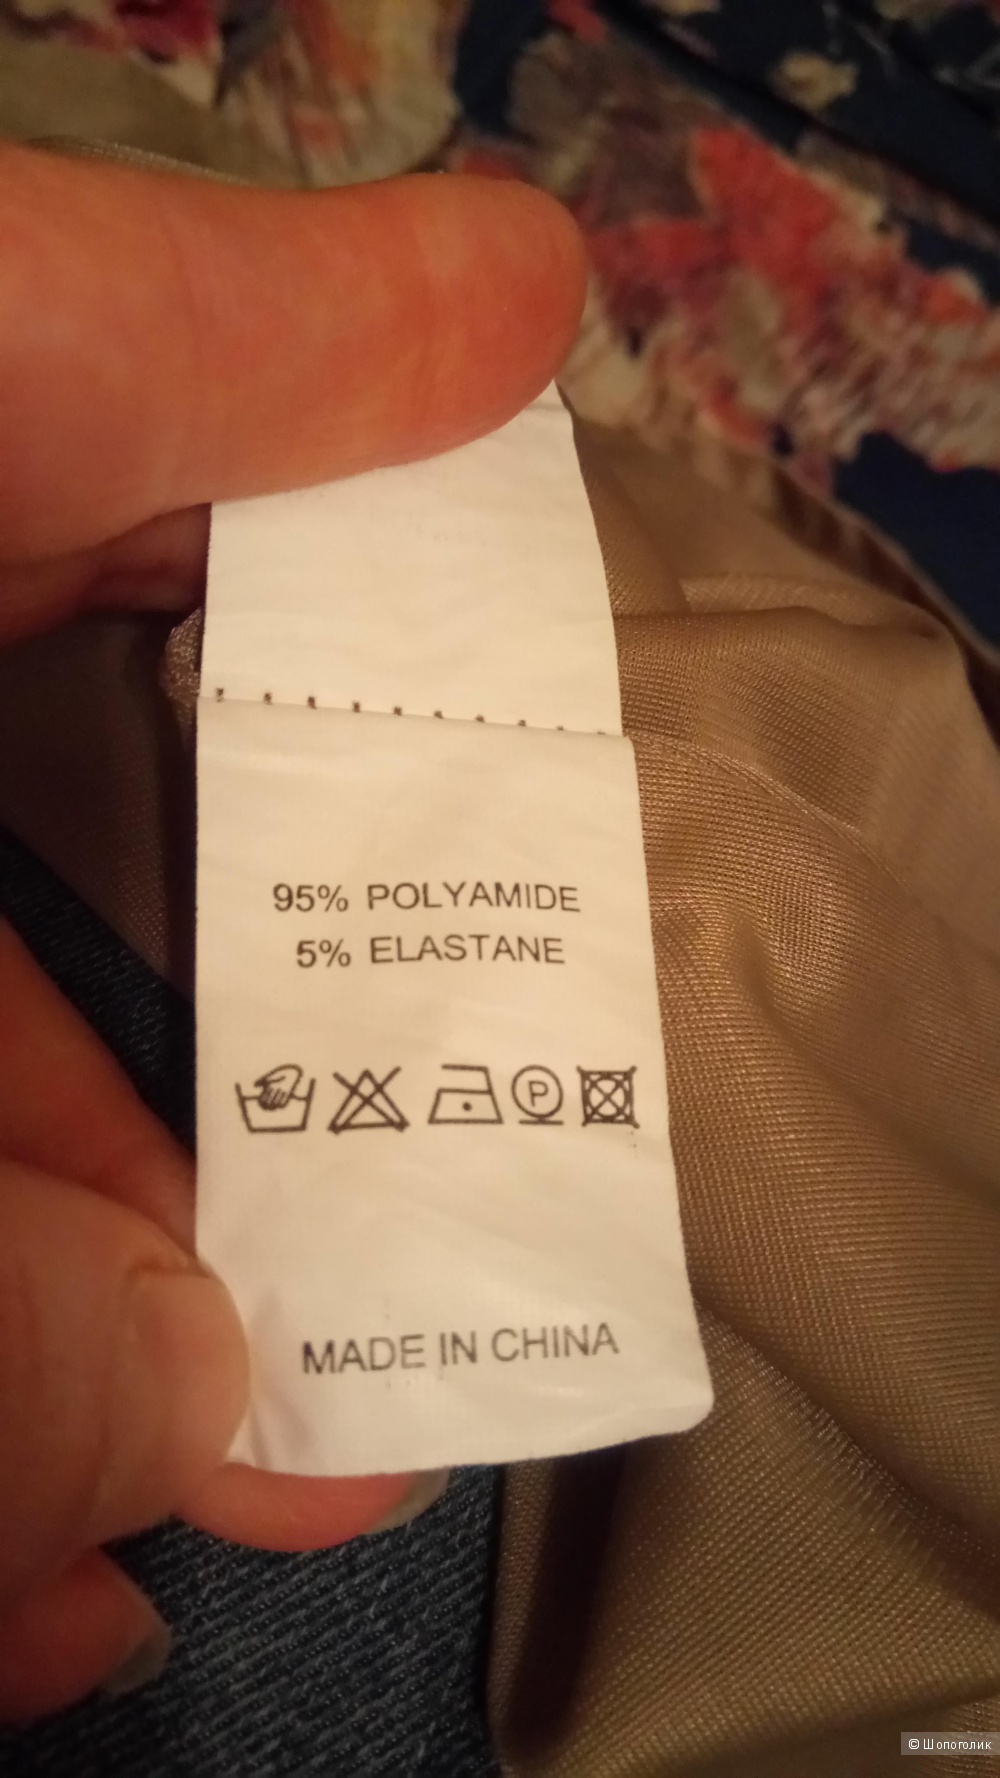 95% POLYAMIDE
5% ELASTANE
P
MADE IN CHINA
© Шопоголик